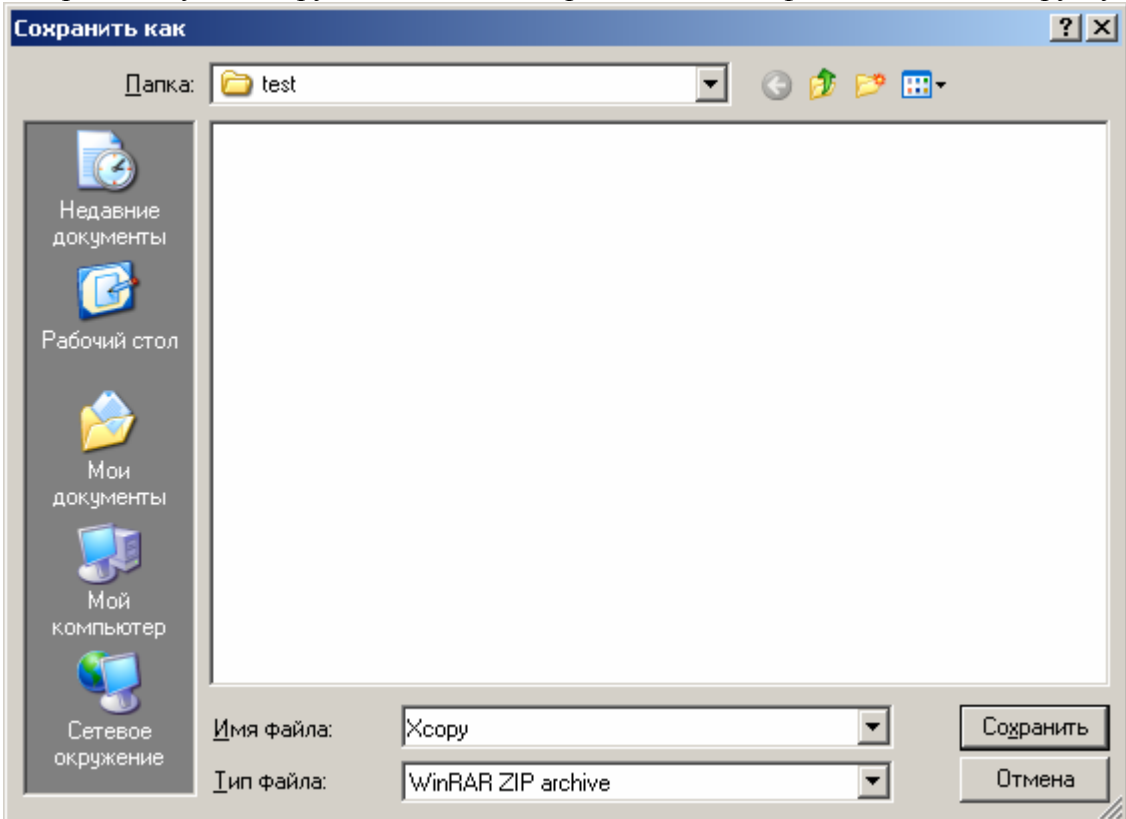 Сохранить как
Папка:
test
Недавние
документы
Рабочий стол
Мои
документы
Мой
компьютер
Сетевое
окружение
Имя файла:
Xcopy
Сохранить
Тип файла:
WinRAR ZIP archive
Отмена